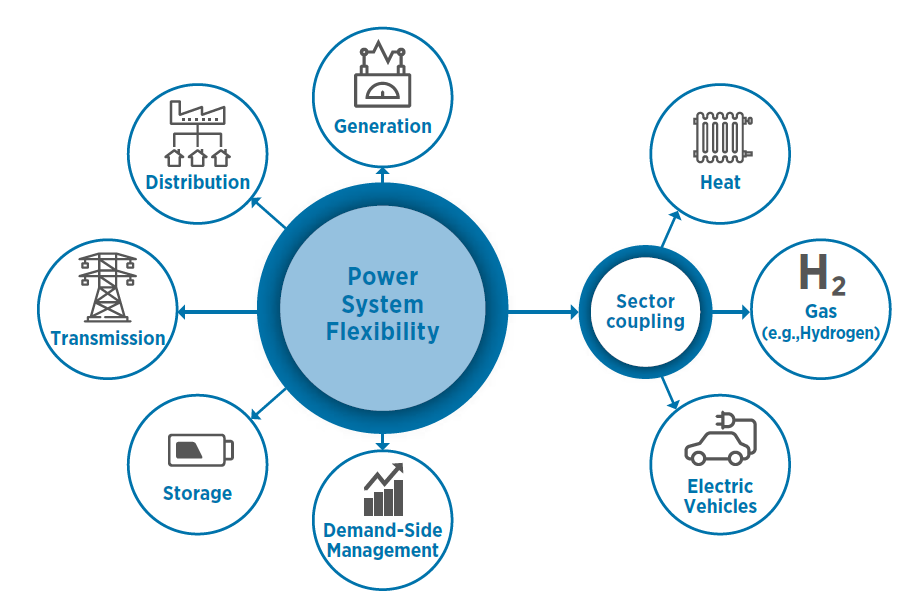 Generation
Distribution
Heat
Power
System
Flexibility
Transmission
Sector
coupling
H2
Gas
(e.g.,Hydrogen)
Storage
Demand-Side
Management
Electric
Vehicles